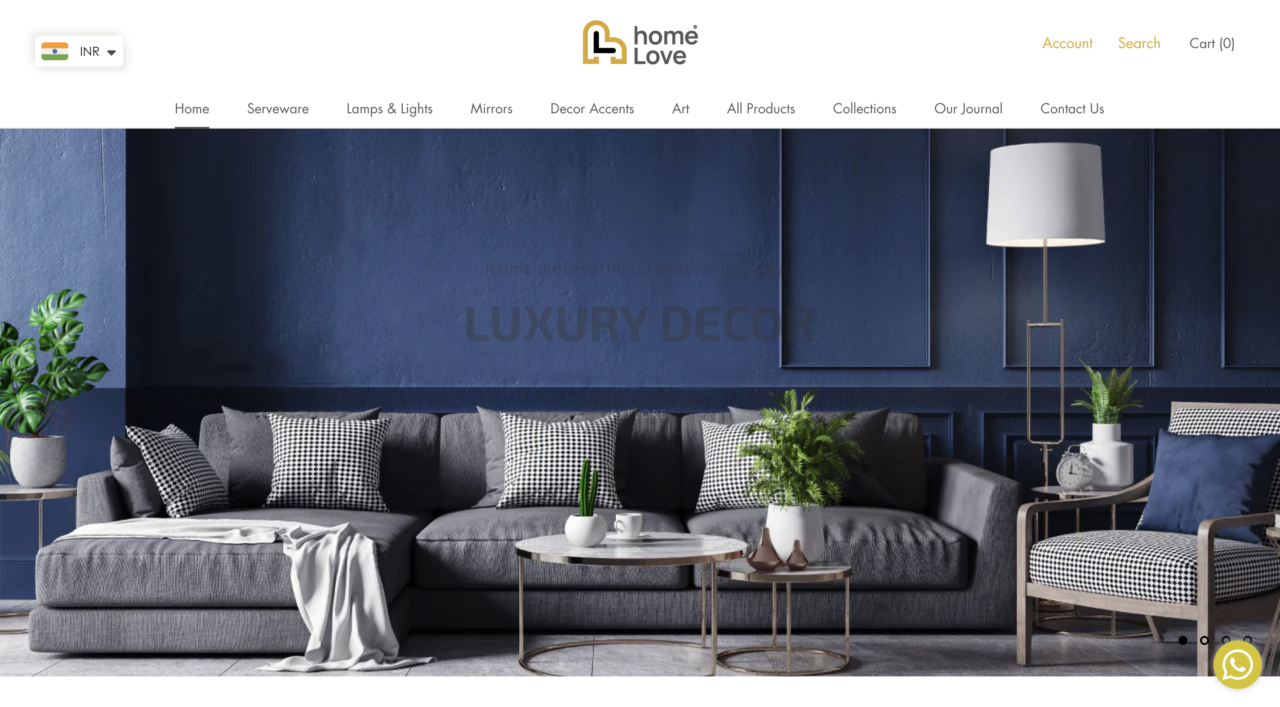 INR
home
Love
Account
Search
Cart (0)
Home
Serveware
Lamps & Lights
Mirrors
Decor Accents
Art
All Products
Collections
Our Journal
Contact Us
LUXURY DECOR